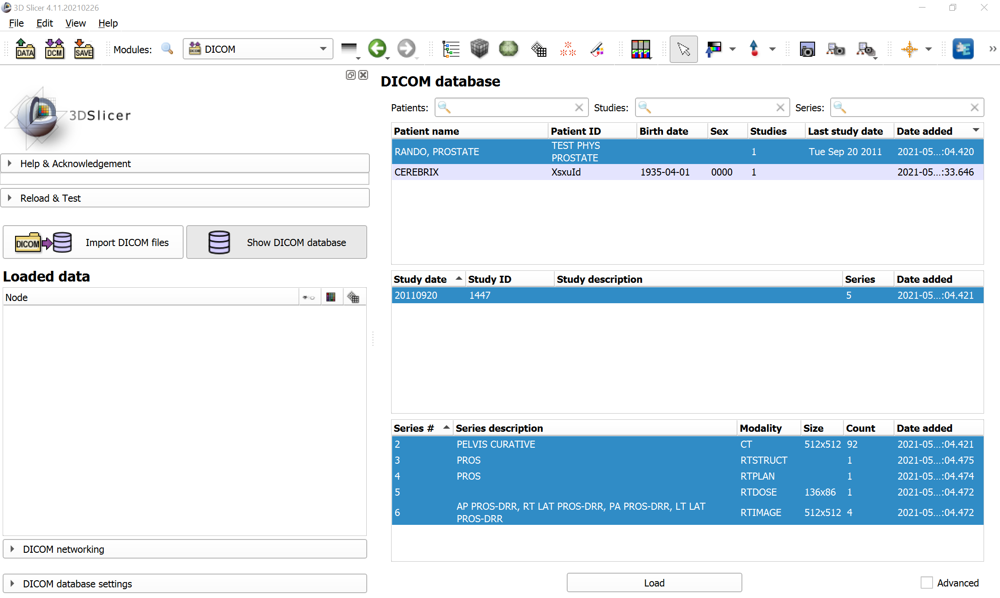 3D Slicer 4.11.20210226
File Edit View Help
DATA DCM SAVE Modules: DICOM
3DSlicer
Help & Acknowledgement
Reload & Test
DICOM Import DICOM files Show DICOM database
Loaded data
Node
DICOM networking
DICOM database settings
DICOM database
Patients: Studies: Series:
Patient name Patient ID Birth date Sex Studies Last study date Date added
RANDO, PROSTATE TEST PHYS PROSTATE 1 Tue Sep 20 2011 2021-05...:04.420
CEREBRIX XsxuId 1935-04-01 0000 1 2021-05...:33.646
Study date Study ID Study description Series Date added
20110920 1447 5 2021-05...:04.421
Series # Series description Modality Size Count Date added
2 PELVIS CURATIVE CT 512x512 92 2021-05...:04.421
3 PROS RTSTRUCT 1 2021-05...:04.475
4 PROS RTPLAN 1 2021-05...:04.474
5 RTDOSE 136x86 1 2021-05...:04.472
6 AP PROS-DRR, RT LAT PROS-DRR, PA PROS-DRR, LT LAT PROS-DRR RTIMAGE 512x512 4 2021-05...:04.472
Load Advanced